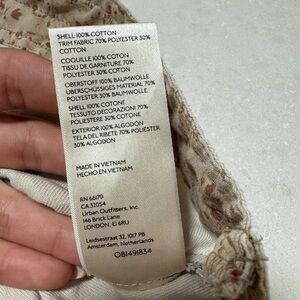 SHELL 100% COTTON
TRIM FABRIC 70% POLYESTER 30%
COTTON
COQUILLE 100% COTON
TISSU DE GARNITURE 70%
POLYESTER 30% COTON
OBERSTOFF 100% BAUMWOLLE
ÜBERSCHÜSSIGES MATERIAL 70%
POLYESTER 30% BAUMWOLLE
SHELL 100% COTONE
TESSUTO DECORAZIONI 70%
POLIESTERE 30% COTONE
EXTERIOR 100% ALGODÓN
TELA DEL RIBETE 70% POLIÉSTER
30% ALGODÓN
MADE IN VIETNAM
HECHO EN VIETNAM
RN 66170
CA 32054
Urban Outfitters, Inc.
146 Brick Lane
LONDON, E1 6RU
Leidsestraat 32, 1017 PB
Amsterdam, Netherlands
OB1491834